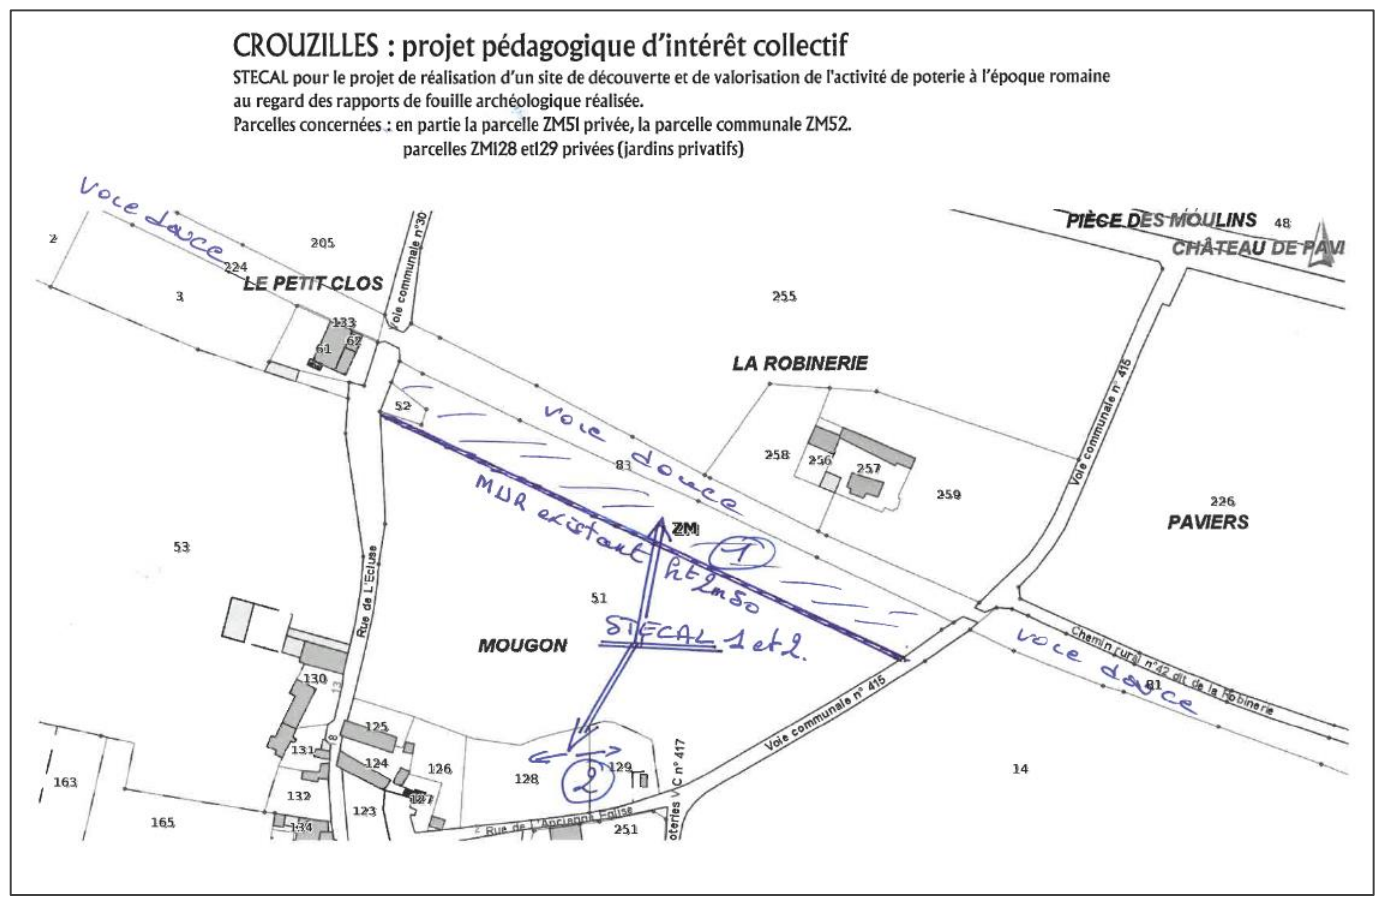 CROUZILLES : projet pédagogique d'intérêt collectif
STECAL pour le projet de réalisation d'un site de découverte et de valorisation de l'activité de poterie à l'époque romaine
au regard des rapports de fouille archéologique réalisée.
Parcelles concernées : en partie la parcelle ZM51 privée, la parcelle communale ZM52.
parcelles ZM128 et129 privées (jardins privatifs)
Voie douce
Voie communale n°30
PIÈCE DES MOULINS
48
CHÂTEAU DE PAVI
2
205
224
LE PETIT CLOS
3
255
133
62
61
LA ROBINERIE
Voie communale n° 415
52
voie douce
83
258
256
257
259
226
PAVIERS
MUR existant ht 2m50
ZM
1
53
Rue de L'Ecluse
51
STECAL 1 et 2.
MOUGON
Chemin rural n°42 dit de la Robinerie
voie douce
81
130
13
Voie communale n° 415
125
8
131
124
126
128
129
2
V C n° 417
14
163
132
127
123
165
134
2
Rue de L'Ancienne Eglise
251
oteries